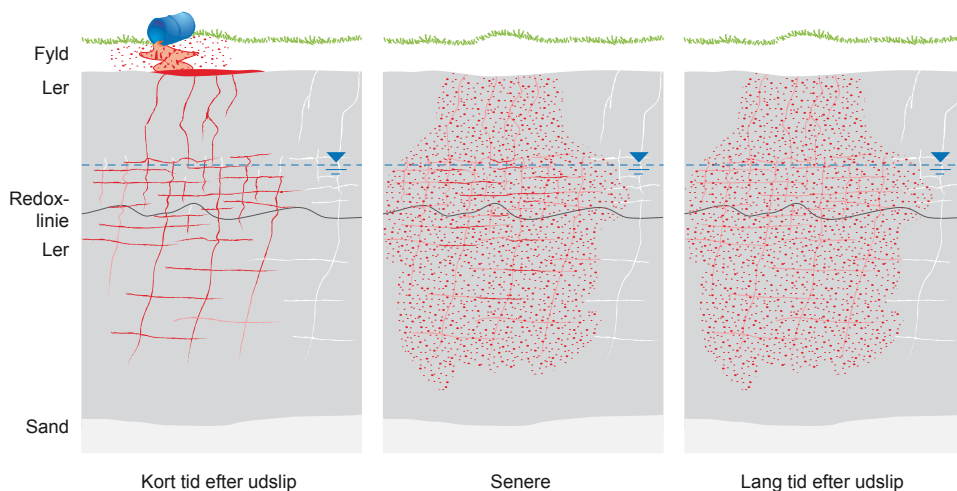 Fyld
Ler
Redox-
linie
Ler
Sand
Kort tid efter udslip
Senere
Lang tid efter udslip